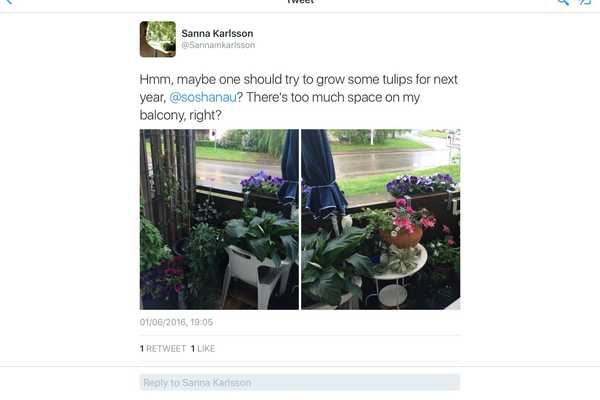 Tweet
Sanna Karlsson
@Sannamkarlsson
Hmm, maybe one should try to grow some tulips for next
year, @soshanau? There's too much space on my
balcony, right?
01/06/2016, 19:05
1 RETWEET 1 LIKE
Reply to Sanna Karlsson